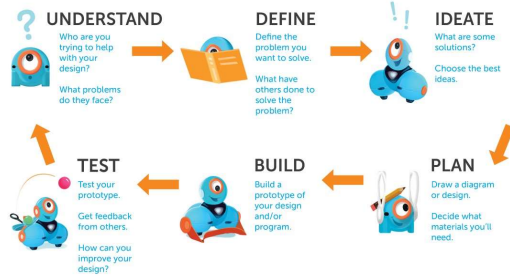 UNDERSTAND
Who are you
trying to help
with your
design?
What problems
do they face?
DEFINE
Define the
problem you
want to solve.
What have
others done to
solve the
problem?
IDEATE
What are some
solutions?
Choose the best
ideas.
TEST
Test your
prototype.
Get feedback
from others.
How can you
improve your
design?
BUILD
Build a
prototype of
your design
and/or
program.
PLAN
Draw a diagram
or design.
Decide what
materials you'll
need.